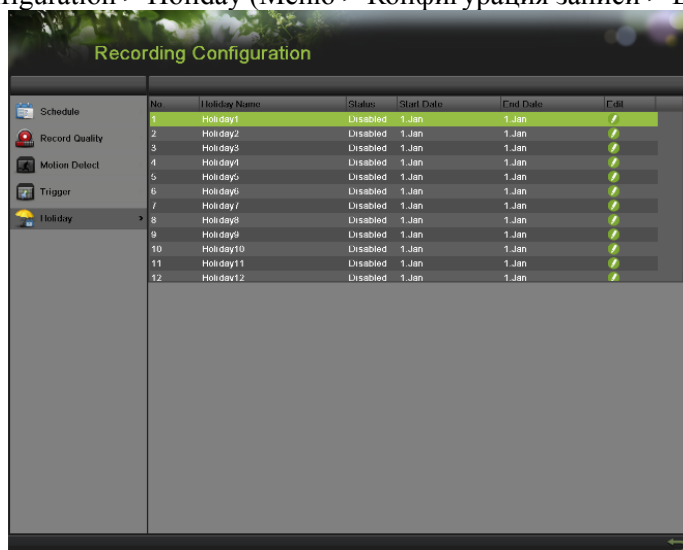 guration > Holiday (Меню > Конфигурация записи >
Recording Configuration
Schedule
Record Quality
Motion Detect
Trigger
Holiday
No Holiday Name Status Start Date End Date Edit
1 Holiday1 Disabled 1.Jan 1.Jan
2 Holiday2 Disabled 1.Jan 1.Jan
3 Holiday3 Disabled 1.Jan 1.Jan
4 Holiday4 Disabled 1.Jan 1.Jan
5 Holiday5 Disabled 1.Jan 1.Jan
6 Holiday6 Disabled 1.Jan 1.Jan
7 Holiday7 Disabled 1.Jan 1.Jan
8 Holiday8 Disabled 1.Jan 1.Jan
9 Holiday9 Disabled 1.Jan 1.Jan
10 Holiday10 Disabled 1.Jan 1.Jan
11 Holiday11 Disabled 1.Jan 1.Jan
12 Holiday12 Disabled 1.Jan 1.Jan